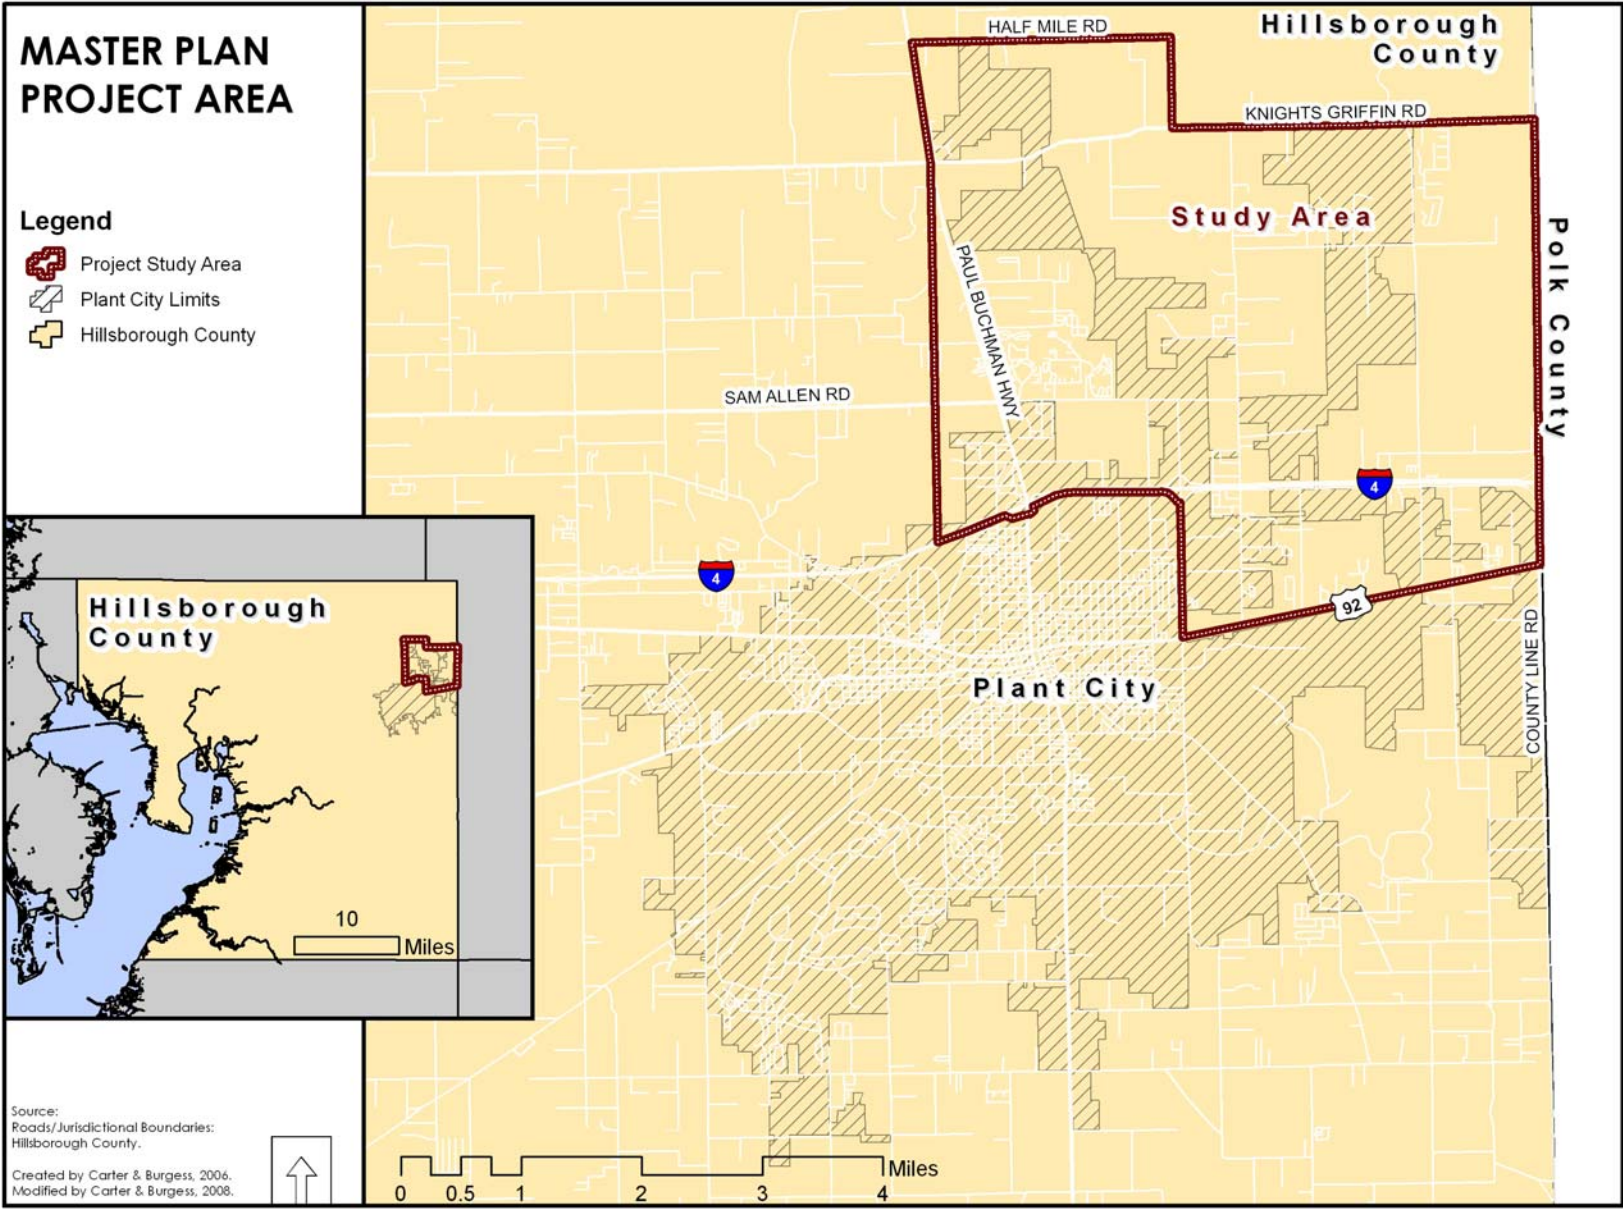 MASTER PLAN
PROJECT AREA
Legend
Project Study Area
Plant City Limits
Hillsborough County
HALF MILE RD
Hillsborough
County
KNIGHTS GRIFFIN RD
Study Area
Polk County
PAUL BUCHMAN HWY
SAM ALLEN RD
4
4
92
COUNTY LINE RD
Plant City
Hillsborough
County
10
Miles
Source:
Roads/Jurisdictional Boundaries:
Hillsborough County.
Created by Carter & Burgess, 2006.
Modified by Carter & Burgess, 2008.
Miles
0 0.5 1 2 3 4